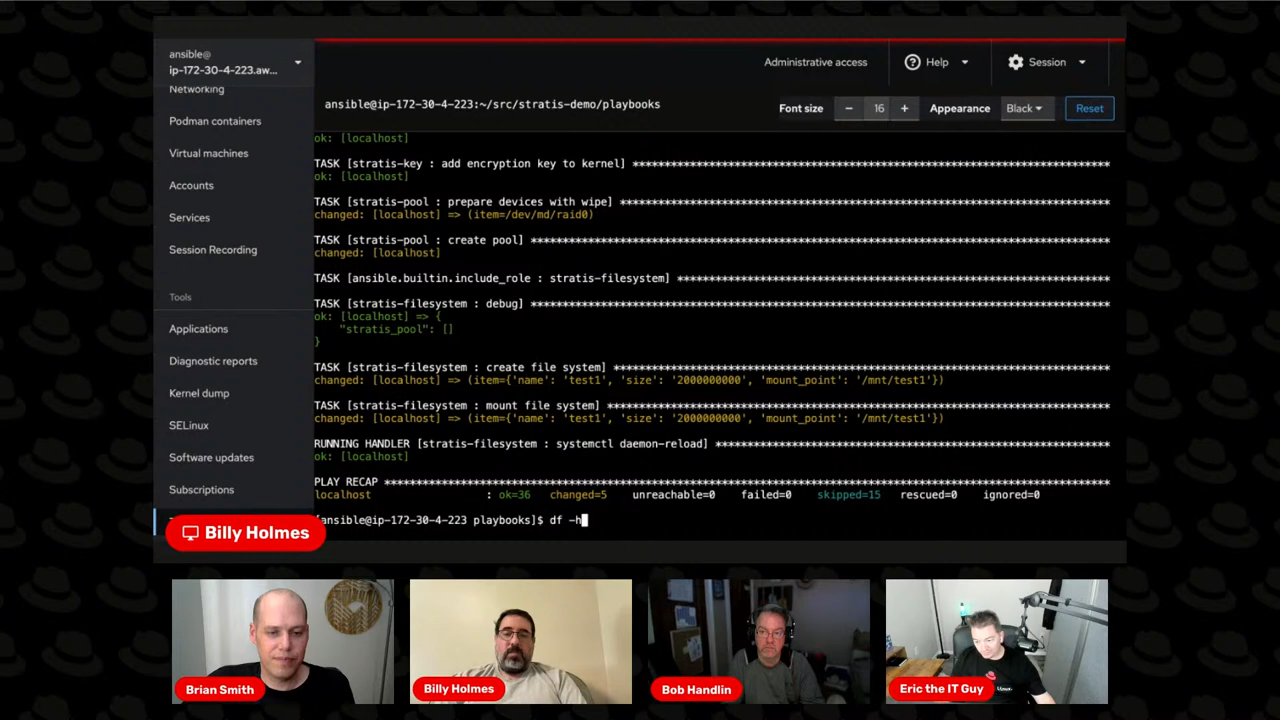 ansible@
ip-172-30-4-223.aw...
Networking
Podman containers
Virtual machines
Accounts
Services
Session Recording
Tools
Applications
Diagnostic reports
Kernel dump
SELinux
Software updates
Subscriptions
Administrative access
Help
Session
ansible@ip-172-30-4-223:~/src/stratis-demo/playbooks
Font size
16
Appearance
Black
Reset
ok: [localhost]
TASK [stratis-key : add encryption key to kernel] *************************************************************************
ok: [localhost]
TASK [stratis-pool : prepare devices with wipe] ***************************************************************************
changed: [localhost] => (item=/dev/md/raid0)
TASK [stratis-pool : create pool] *****************************************************************************************
changed: [localhost]
TASK [ansible.builtin.include_role : stratis-filesystem] ******************************************************************
TASK [stratis-filesystem : debug] *****************************************************************************************
ok: [localhost] => {
"stratis_pool": []
}
TASK [stratis-filesystem : create file system] ****************************************************************************
changed: [localhost] => (item={'name': 'test1', 'size': '2000000000', 'mount_point': '/mnt/test1'})
TASK [stratis-filesystem : mount file system] *****************************************************************************
changed: [localhost] => (item={'name': 'test1', 'size': '2000000000', 'mount_point': '/mnt/test1'})
RUNNING HANDLER [stratis-filesystem : systemctl daemon-reload] ************************************************************
ok: [localhost]
PLAY RECAP ****************************************************************************************************************
localhost : ok=36 changed=5 unreachable=0 failed=0 skipped=15 rescued=0 ignored=0
[ansible@ip-172-30-4-223 playbooks]$ df -h
Billy Holmes
Brian Smith
Billy Holmes
Bob Handlin
Eric the IT Guy